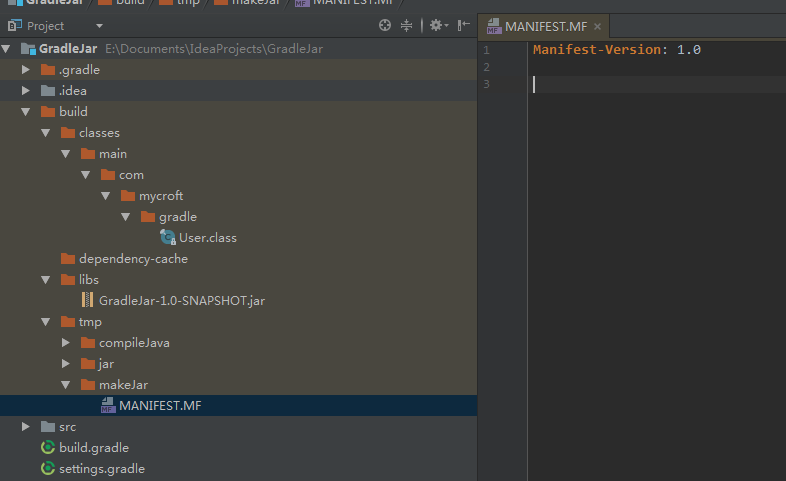 GradleJar build tmp makeJar MANIFEST.MF
Project
GradleJar E:\Documents\IdeaProjects\GradleJar
.gradle
.idea
build
classes
main
com
mycroft
gradle
User.class
dependency-cache
libs
GradleJar-1.0-SNAPSHOT.jar
tmp
compileJava
jar
makeJar
MANIFEST.MF
src
build.gradle
settings.gradle
MANIFEST.MF
1 Manifest-Version: 1.0
2
3